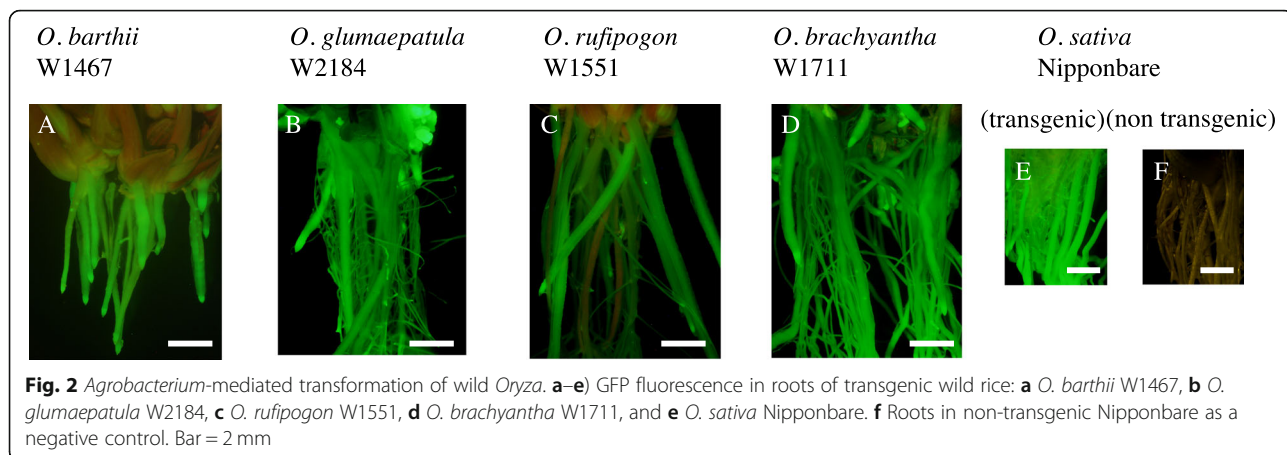 O. barthii O. glumaepatula O. rufipogon O. brachyantha O. sativa
W1467 W2184 W1551 W1711 Nipponbare
(transgenic)(non transgenic)
A B C D E F
Fig. 2 Agrobacterium-mediated transformation of wild Oryza. a–e) GFP fluorescence in roots of transgenic wild rice: a O. barthii W1467, b O.
glumaepatula W2184, c O. rufipogon W1551, d O. brachyantha W1711, and e O. sativa Nipponbare. f Roots in non-transgenic Nipponbare as a
negative control. Bar = 2 mm